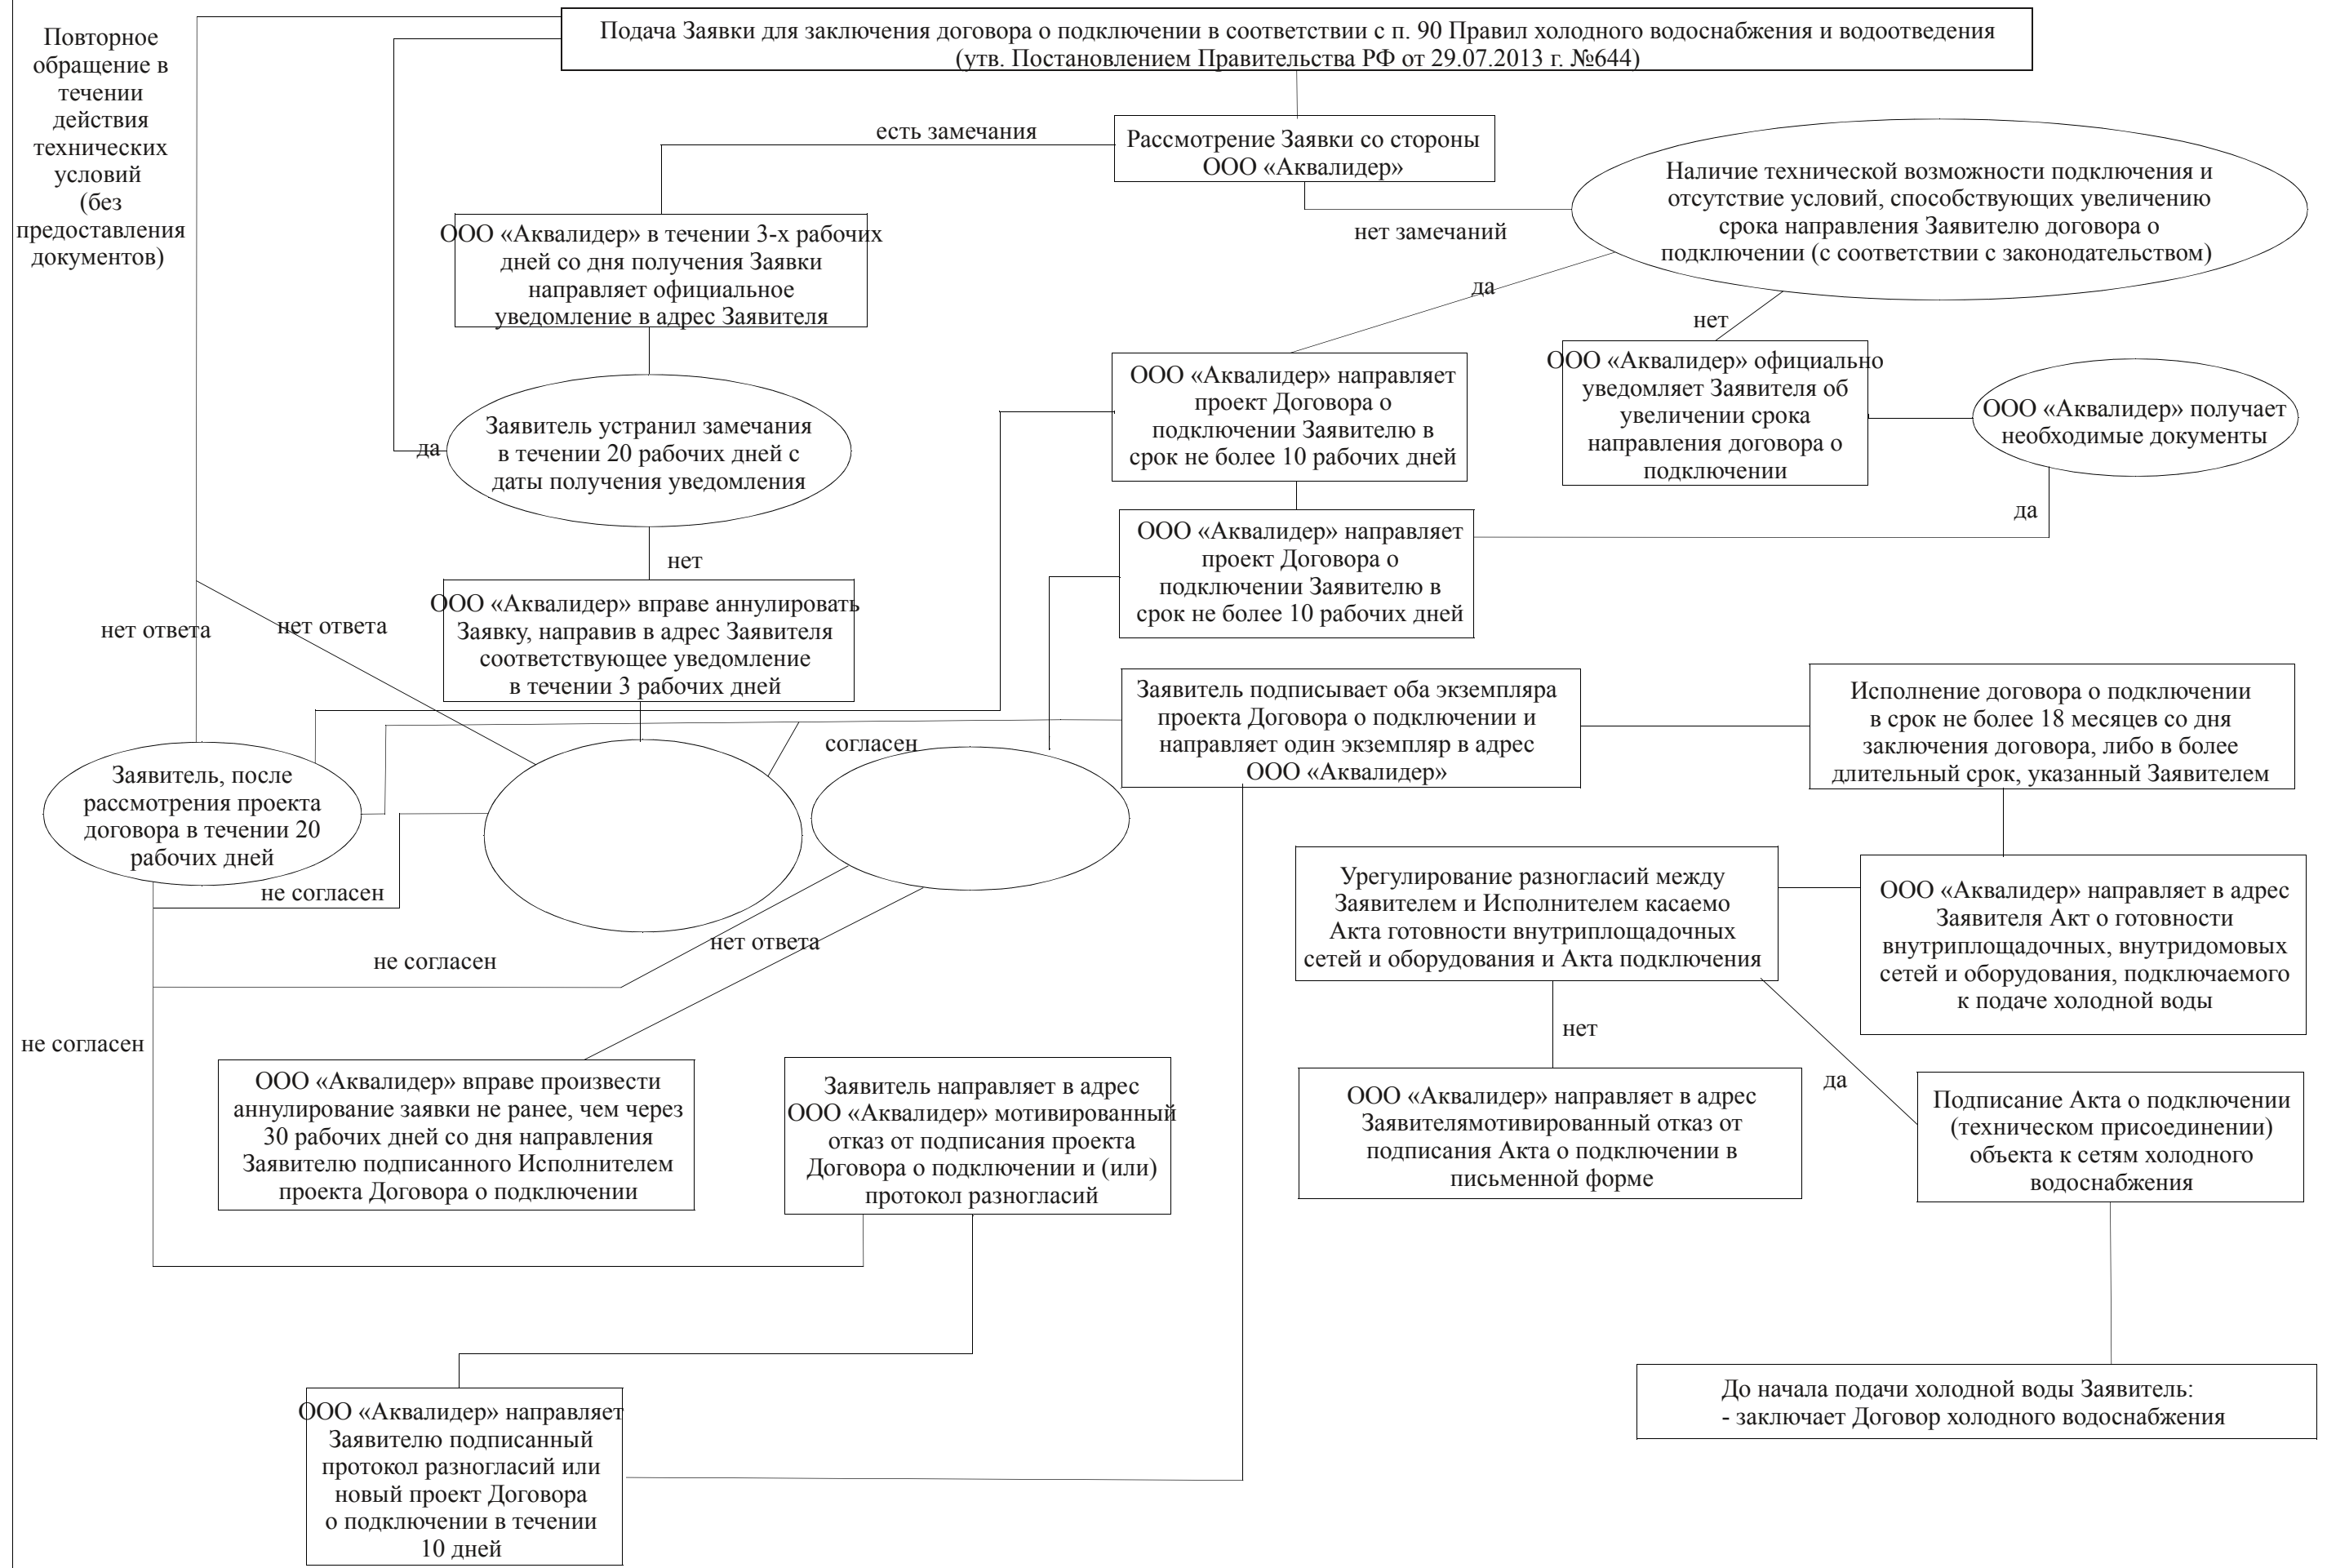 Повторное
обращение в
течении
действия
технических
условий
(без
предоставления
документов)
Подача Заявки для заключения договора о подключении в соответствии с п. 90 Правил холодного водоснабжения и водоотведения
(утв. Постановлением Правительства РФ от 29.07.2013 г. №644)
есть замечания
Рассмотрение Заявки со стороны
ООО «Аквалидер»
нет замечаний
Наличие технической возможности подключения и
отсутствие условий, способствующих увеличению
срока направления Заявителю договора о
подключении (с соответствии с законодательством)
ООО «Аквалидер» в течении 3-х рабочих
дней со дня получения Заявки
направляет официальное
уведомление в адрес Заявителя
да
нет
ООО «Аквалидер» направляет
проект Договора о
подключении Заявителю в
срок не более 10 рабочих дней
ООО «Аквалидер» официально
уведомляет Заявителя об
увеличении срока
направления договора о
подключении
ООО «Аквалидер» получает
необходимые документы
да
да
Заявитель устранил замечания
в течении 20 рабочих дней с
даты получения уведомления
нет
ООО «Аквалидер» направляет
проект Договора о
подключении Заявителю в
срок не более 10 рабочих дней
ООО «Аквалидер» вправе аннулировать
Заявку, направив в адрес Заявителя
соответствующее уведомление
в течении 3 рабочих дней
нет ответа
нет ответа
Заявитель подписывает оба экземпляра
проекта Договора о подключении и
направляет один экземпляр в адрес
ООО «Аквалидер»
Исполнение договора о подключении
в срок не более 18 месяцев со дня
заключения договора, либо в более
длительный срок, указанный Заявителем
согласен
Заявитель, после
рассмотрения проекта
договора в течении 20
рабочих дней
не согласен
не согласен
нет ответа
не согласен
Урегулирование разногласий между
Заявителем и Исполнителем касаемо
Акта готовности внутриплощадочных
сетей и оборудования и Акта подключения
ООО «Аквалидер» направляет в адрес
Заявителя Акт о готовности
внутриплощадочных, внутридомовых
сетей и оборудования, подключаемого
к подаче холодной воды
нет
да
ООО «Аквалидер» вправе произвести
аннулирование заявки не ранее, чем через
30 рабочих дней со дня направления
Заявителю подписанного Исполнителем
проекта Договора о подключении
Заявитель направляет в адрес
ООО «Аквалидер» мотивированный
отказ от подписания проекта
Договора о подключении и (или)
протокол разногласий
ООО «Аквалидер» направляет в адрес
Заявителямотивированный отказ от
подписания Акта о подключении в
письменной форме
Подписание Акта о подключении
(техническом присоединении)
объекта к сетям холодного
водоснабжения
До начала подачи холодной воды Заявитель:
- заключает Договор холодного водоснабжения
ООО «Аквалидер» направляет
Заявителю подписанный
протокол разногласий или
новый проект Договора
о подключении в течении
10 дней